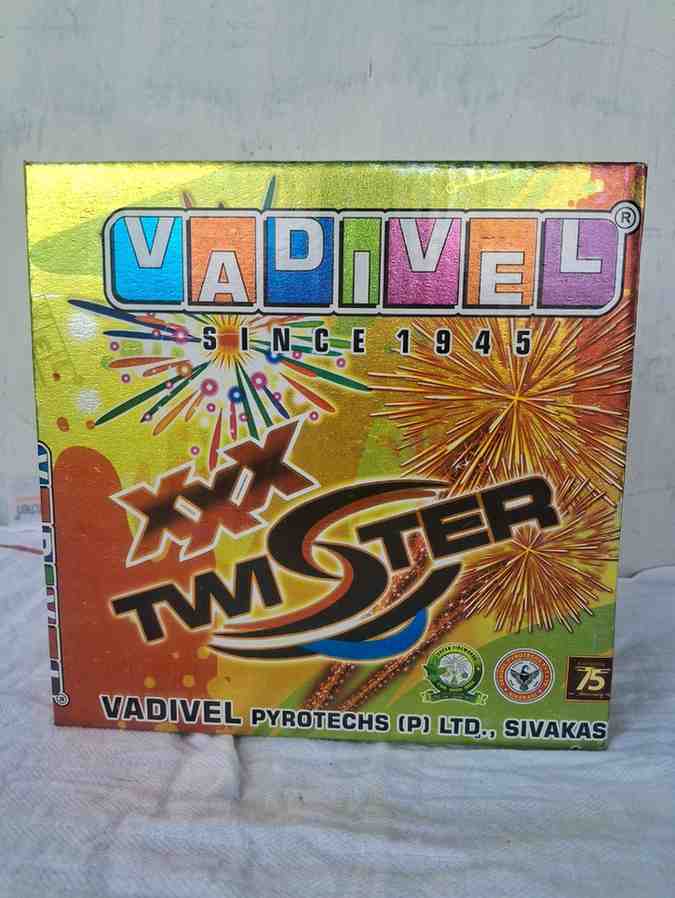 VADIVEL®
SINCE 1945
XXX
TWISTER
75
VADIVEL PYROTECHS (P) LTD., SIVAKAS